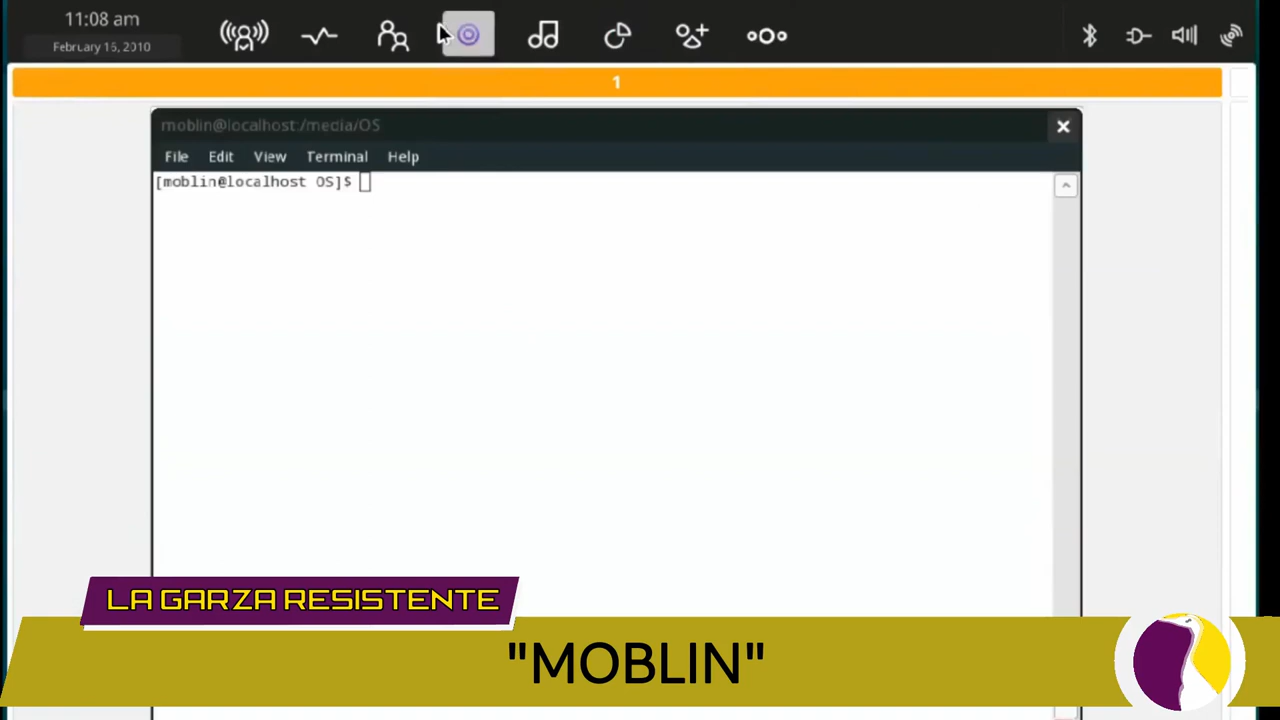 11:08 am
February 15, 2010
1
moblin@localhost:/media/OS
File Edit View Terminal Help
[moblin@localhost OS]$
LA GARZA RESISTENTE
"MOBLIN"